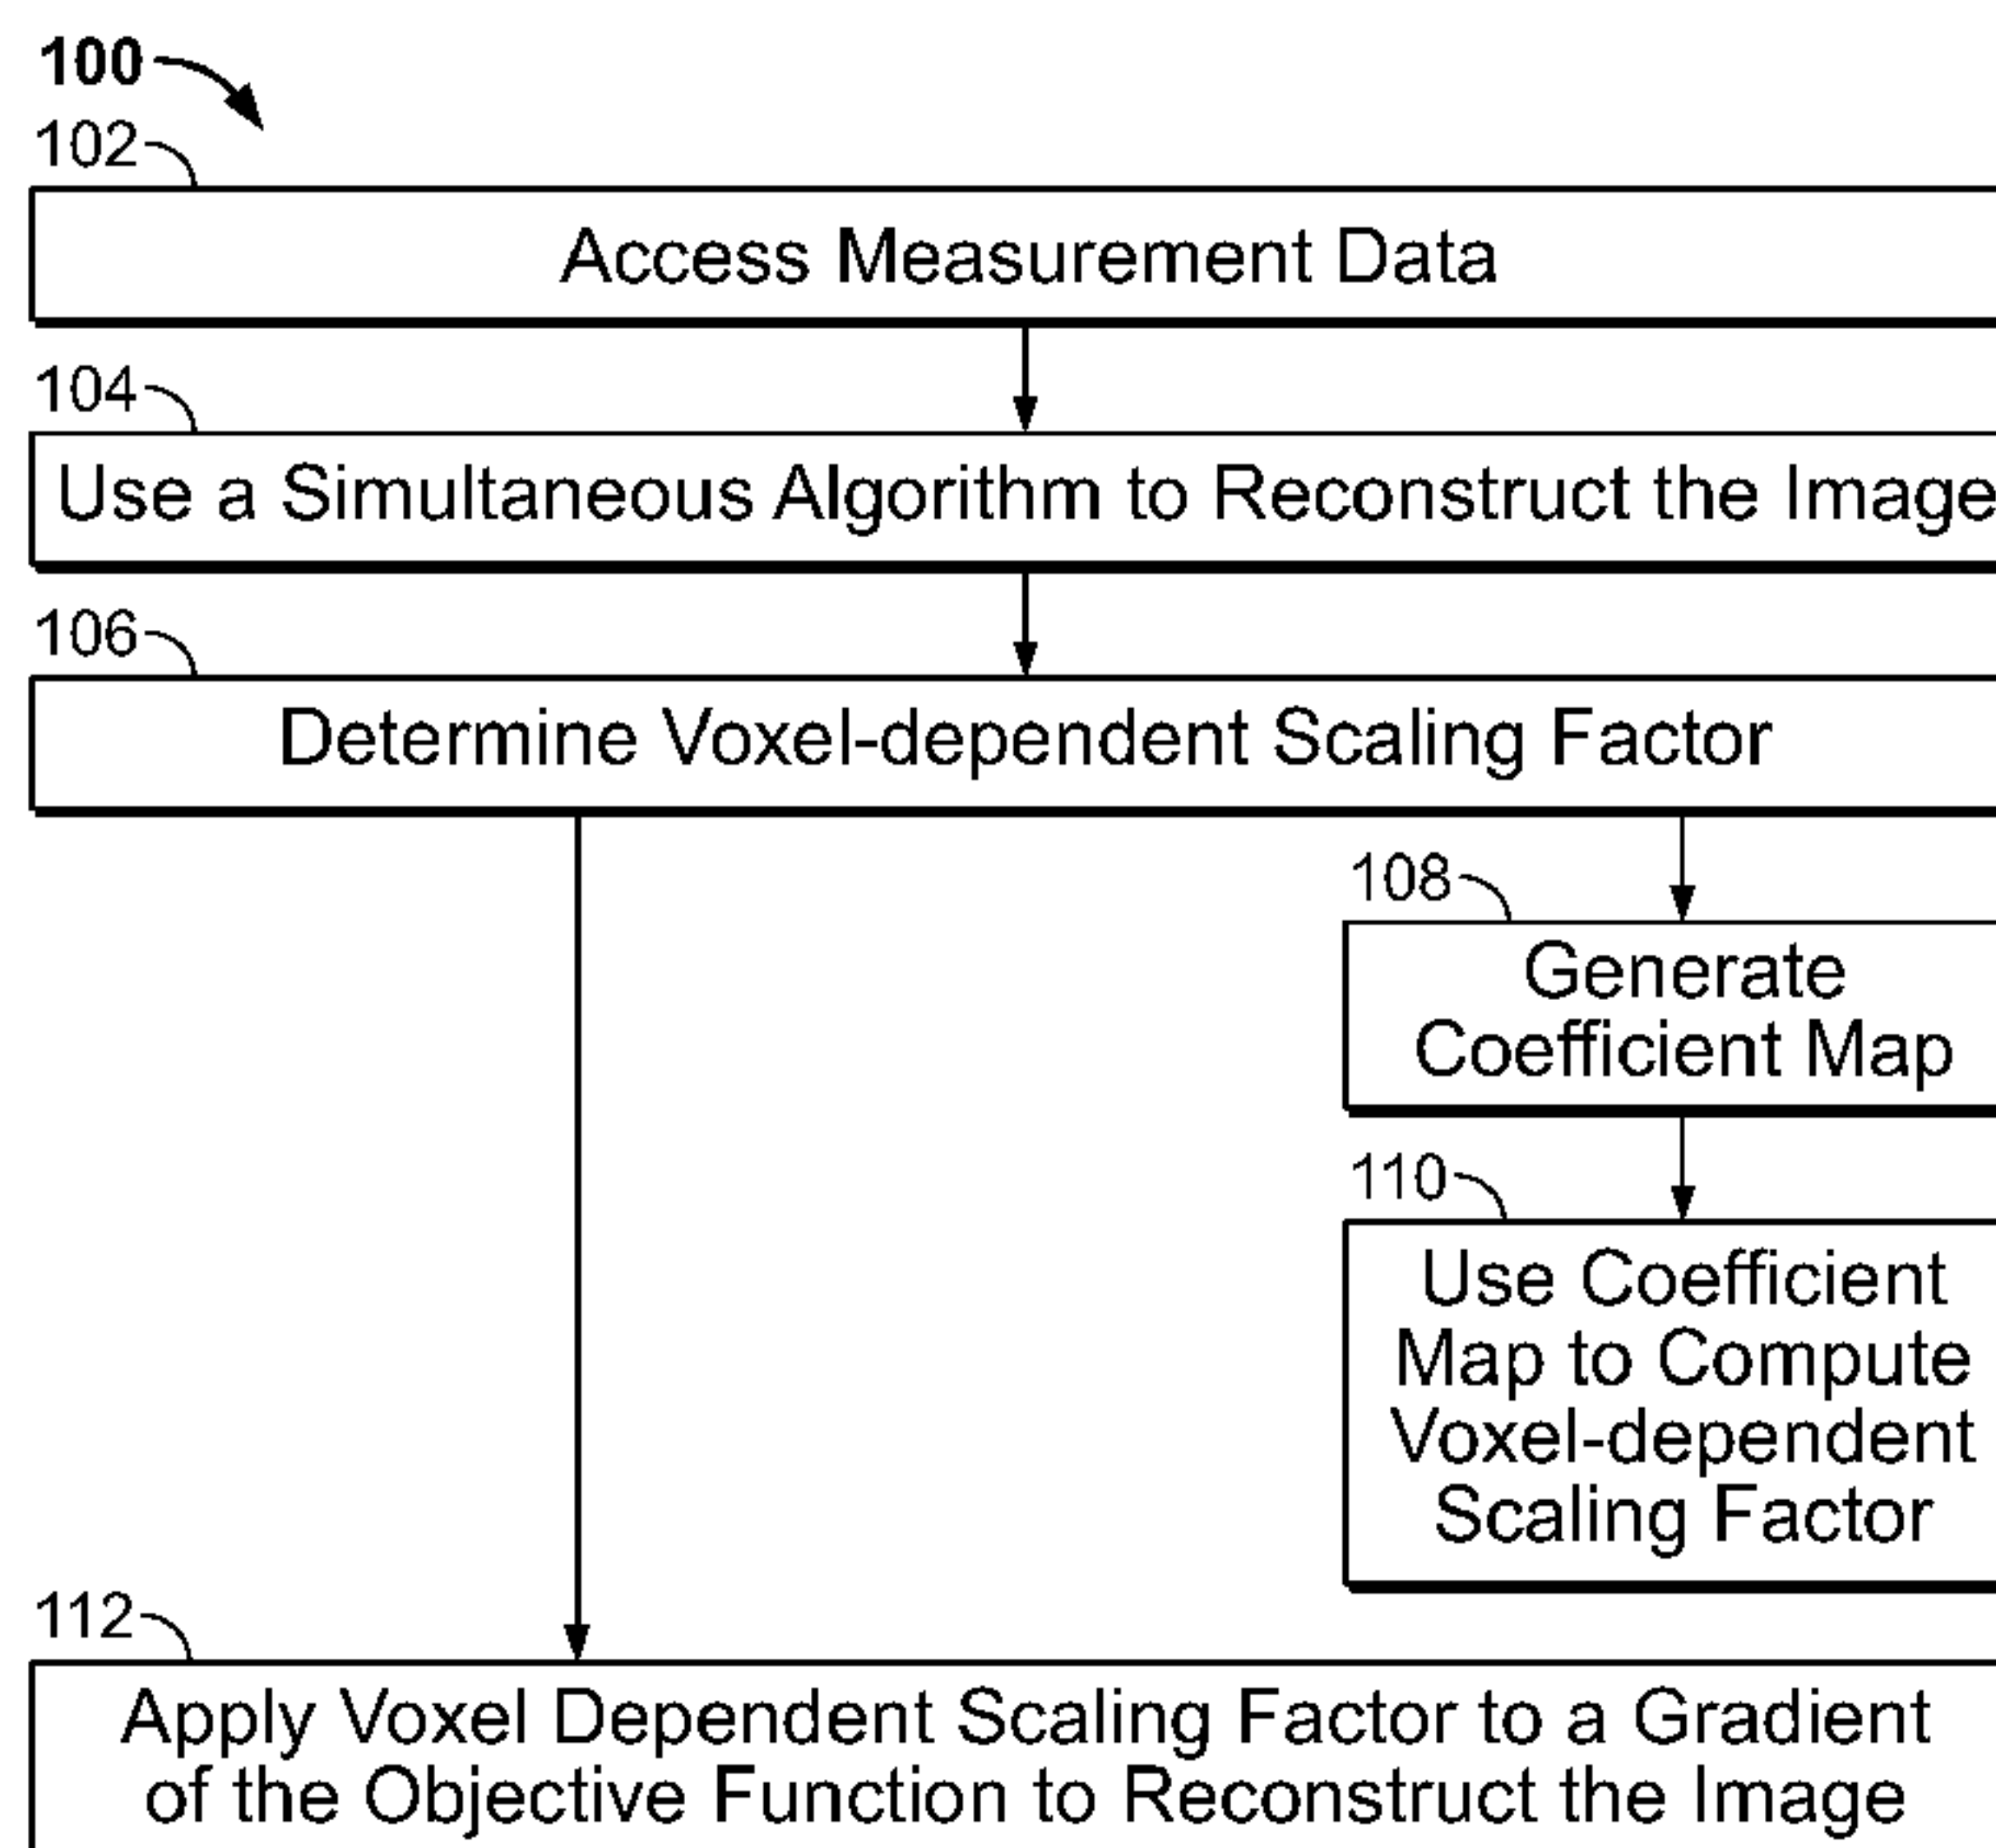 100
102
Access Measurement Data
104
Use a Simultaneous Algorithm to Reconstruct the Image
106
Determine Voxel-dependent Scaling Factor
108
Generate
Coefficient Map
110
Use Coefficient
Map to Compute
Voxel-dependent
Scaling Factor
112
Apply Voxel Dependent Scaling Factor to a Gradient
of the Objective Function to Reconstruct the Image